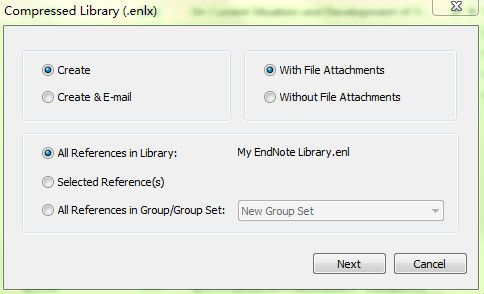 Compressed Library (.enlx)
Create
With File Attachments
Create & E-mail
Without File Attachments
All References in Library: My EndNote Library.enl
Selected Reference(s)
All References in Group/Group Set: New Group Set
Next Cancel